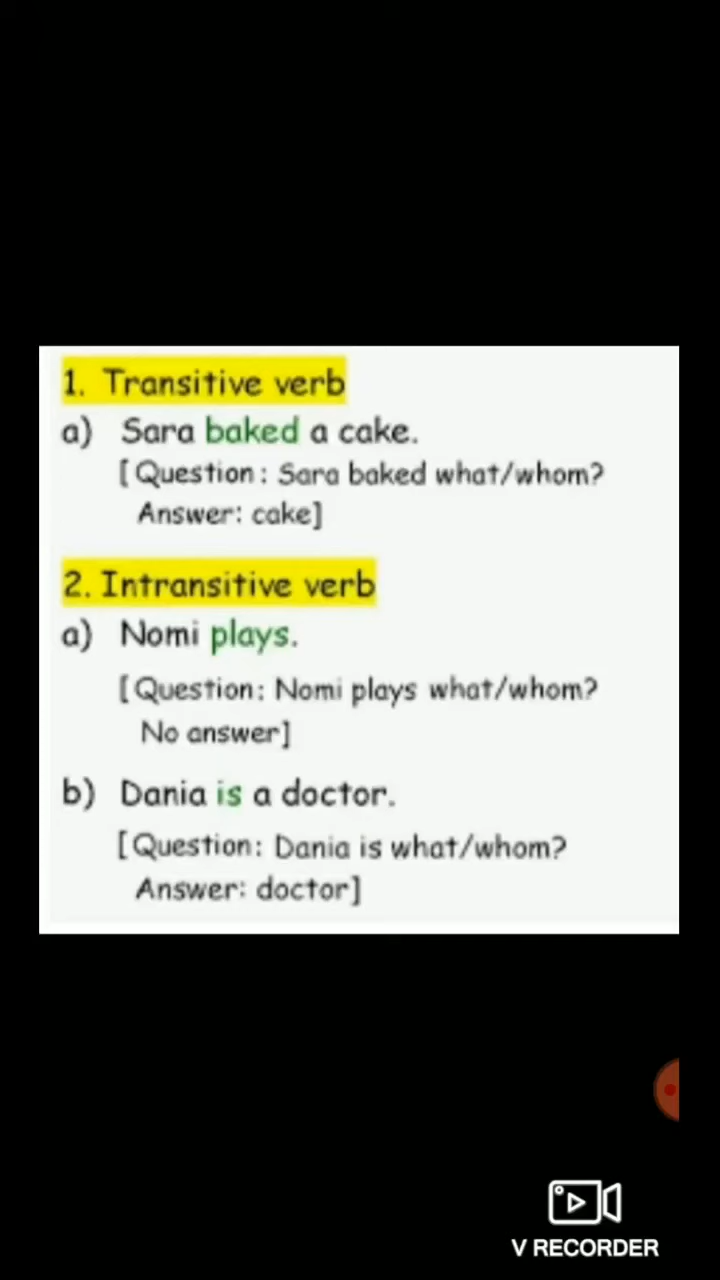 1. Transitive verb
a) Sara baked a cake.
[Question: Sara baked what/whom?
Answer: cake]
2. Intransitive verb
a) Nomi plays.
[Question: Nomi plays what/whom?
No answer]
b) Dania is a doctor.
[Question: Dania is what/whom?
Answer: doctor]
V RECORDER